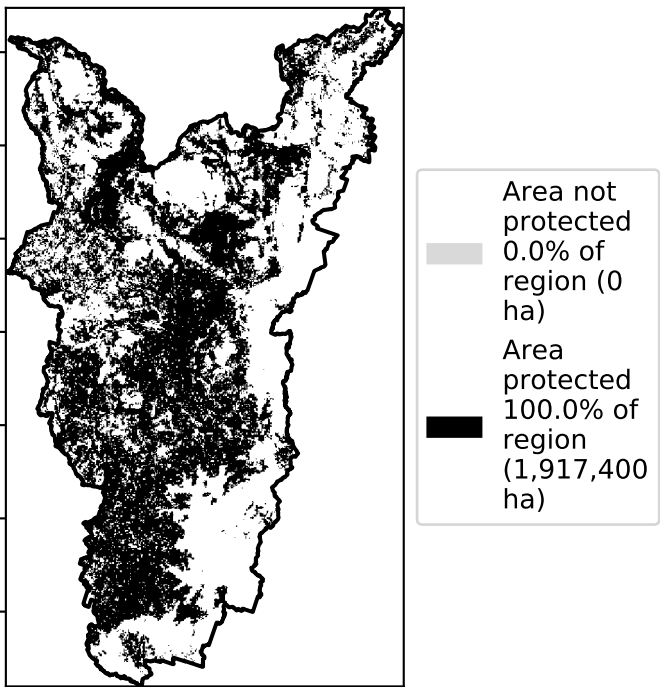 Area not
protected
0.0% of
region (0
ha)
Area
protected
100.0% of
region
(1,917,400
ha)